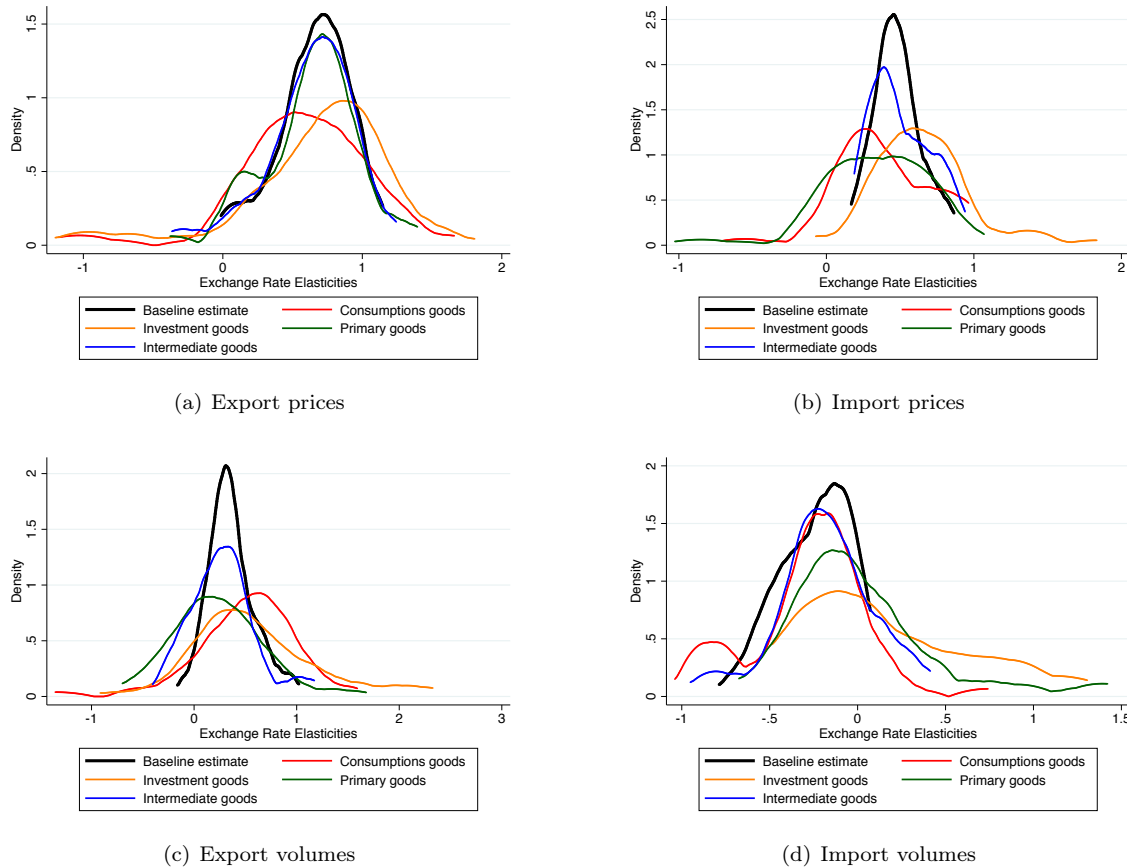 Density
0 .5 1 1.5
-1 0 1 2
Exchange Rate Elasticities
Baseline estimate Consumptions goods
Investment goods Primary goods
Intermediate goods
(a) Export prices
Density
0 .5 1 1.5 2 2.5
-1 0 1 2
Exchange Rate Elasticities
Baseline estimate Consumptions goods
Investment goods Primary goods
Intermediate goods
(b) Import prices
Density
0 .5 1 1.5 2
-1 0 1 2 3
Exchange Rate Elasticities
Baseline estimate Consumptions goods
Investment goods Primary goods
Intermediate goods
(c) Export volumes
Density
0 .5 1 1.5 2
-1 -.5 0 .5 1 1.5
Exchange Rate Elasticities
Baseline estimate Consumptions goods
Investment goods Primary goods
Intermediate goods
(d) Import volumes